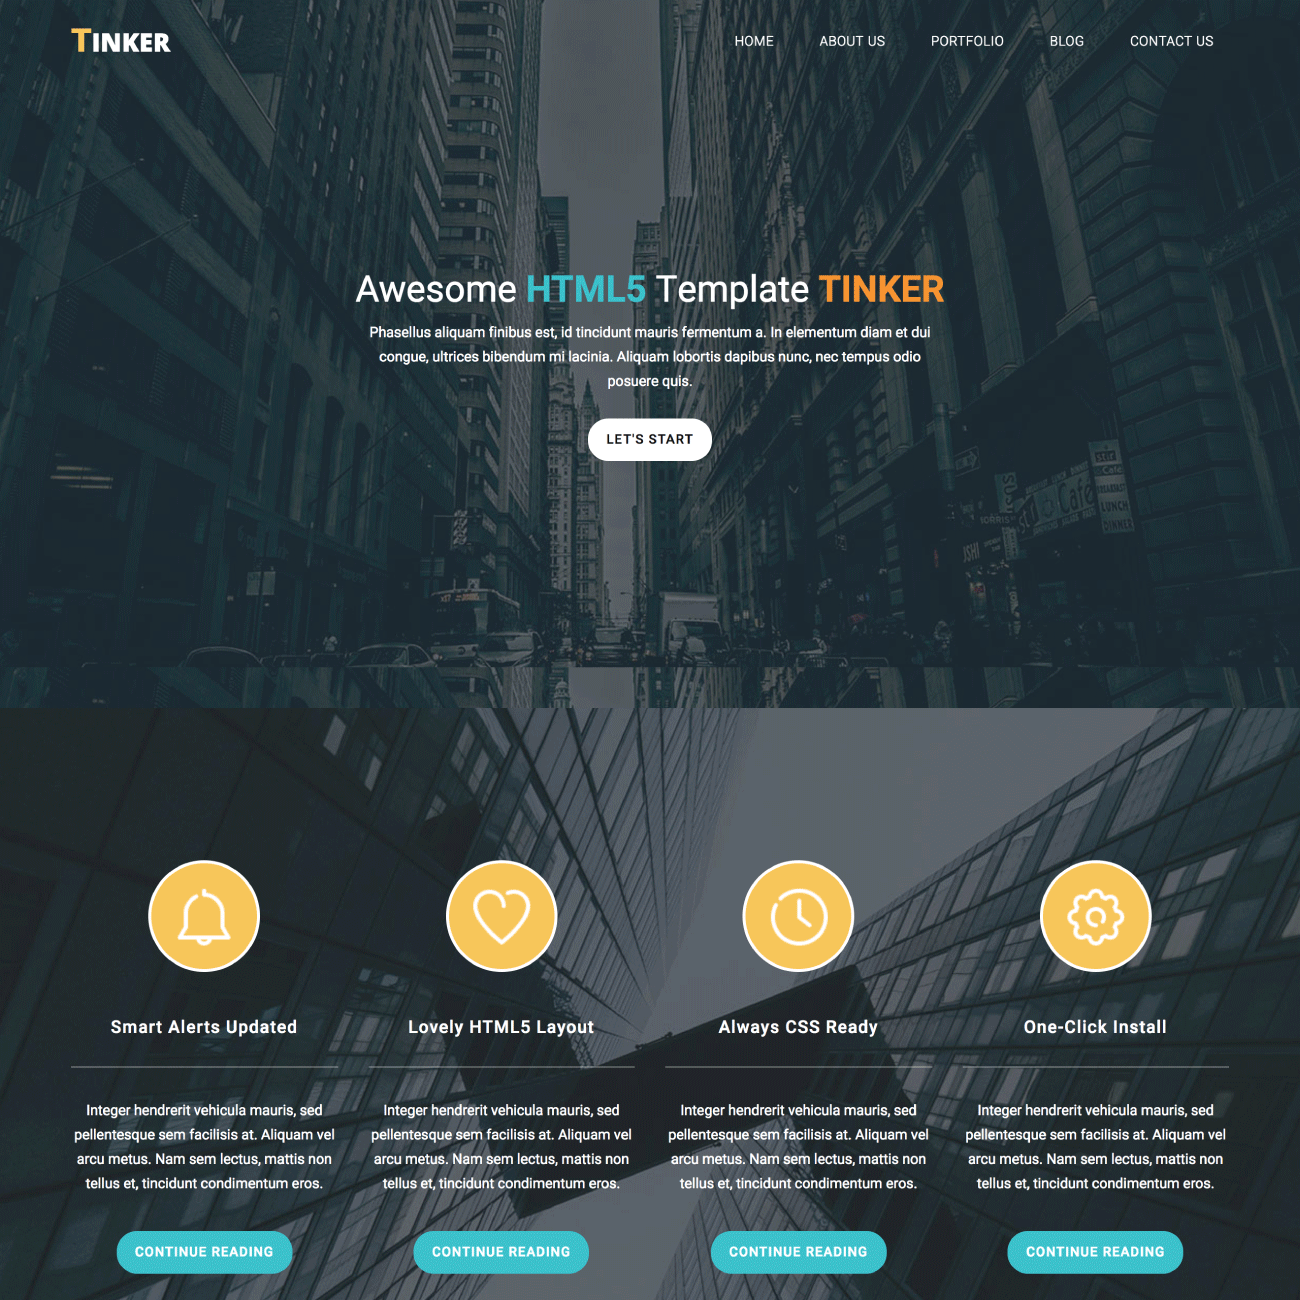 TINKER
HOME ABOUT US PORTFOLIO BLOG CONTACT US
Awesome HTML5 Template TINKER
Phasellus aliquam finibus est, id tincidunt mauris fermentum a. In elementum diam et dui
congue, ultrices bibendum mi lacinia. Aliquam lobortis dapibus nunc, nec tempus odio
posuere quis.
LET'S START
Cafe
Cafe
LUNCH
DINNER
Smart Alerts Updated
Integer hendrerit vehicula mauris, sed
pellentesque sem facilisis at. Aliquam vel
arcu metus. Nam sem lectus, mattis non
tellus et, tincidunt condimentum eros.
CONTINUE READING
Lovely HTML5 Layout
Integer hendrerit vehicula mauris, sed
pellentesque sem facilisis at. Aliquam vel
arcu metus. Nam sem lectus, mattis non
tellus et, tincidunt condimentum eros.
CONTINUE READING
Always CSS Ready
Integer hendrerit vehicula mauris, sed
pellentesque sem facilisis at. Aliquam vel
arcu metus. Nam sem lectus, mattis non
tellus et, tincidunt condimentum eros.
CONTINUE READING
One-Click Install
Integer hendrerit vehicula mauris, sed
pellentesque sem facilisis at. Aliquam vel
arcu metus. Nam sem lectus, mattis non
tellus et, tincidunt condimentum eros.
CONTINUE READING